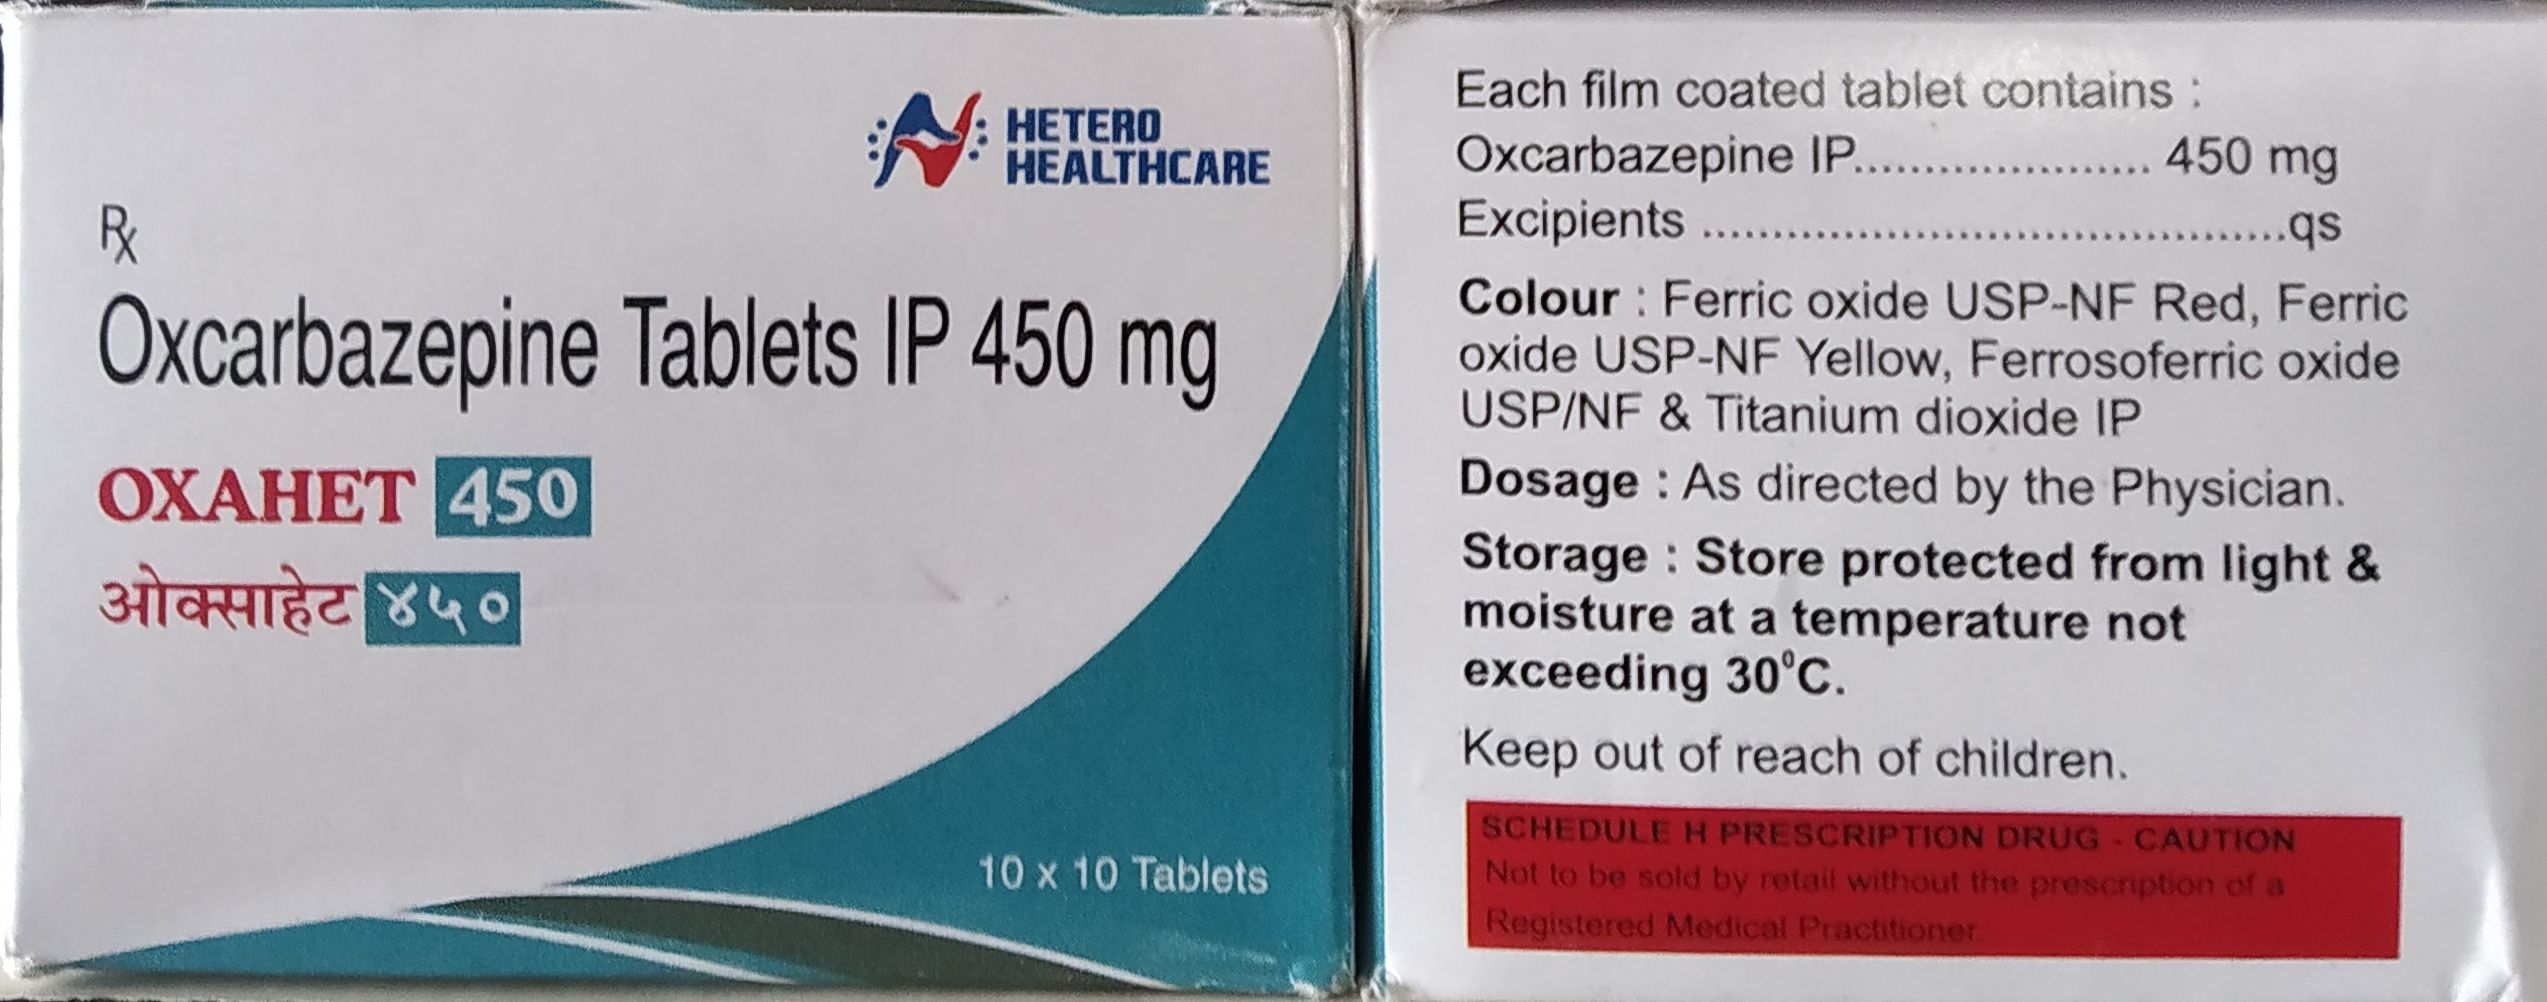 HETERO
HEALTHCARE
Rx
Oxcarbazepine Tablets IP 450 mg
OXAHET 450
ओक्साहेट ४५०
10 x 10 Tablets
Each film coated tablet contains :
Oxcarbazepine IP..................... 450 mg
Excipients ..........................................qs
Colour : Ferric oxide USP-NF Red, Ferric
oxide USP-NF Yellow, Ferrosoferric oxide
USP/NF & Titanium dioxide IP
Dosage : As directed by the Physician.
Storage : Store protected from light &
moisture at a temperature not
exceeding 30⁰C.
Keep out of reach of children.
SCHEDULE H PRESCRIPTION DRUG - CAUTION
Not to be sold by retail without the prescription of a
Registered Medical Practitioner.